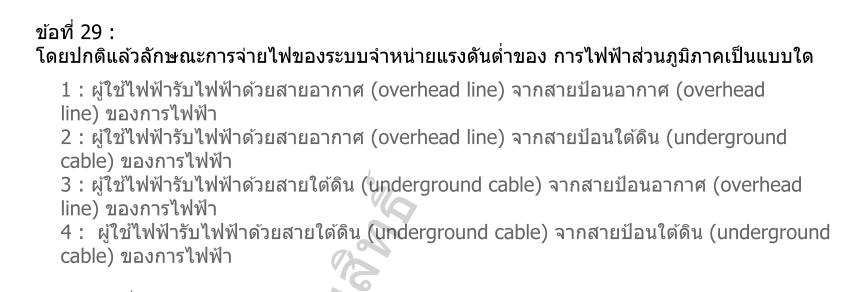 ข้อที่ 29 :
โดยปกติแล้วลักษณะการจ่ายไฟของระบบจำหน่ายแรงดันต่ำของ การไฟฟ้าส่วนภูมิภาคเป็นแบบใด
1 : ผู้ใช้ไฟฟ้ารับไฟฟ้าด้วยสายอากาศ (overhead line) จากสายป้อนอากาศ (overhead
line) ของการไฟฟ้า
2 : ผู้ใช้ไฟฟ้ารับไฟฟ้าด้วยสายอากาศ (overhead line) จากสายป้อนใต้ดิน (underground
cable) ของการไฟฟ้า
3 : ผู้ใช้ไฟฟ้ารับไฟฟ้าด้วยสายใต้ดิน (underground cable) จากสายป้อนอากาศ (overhead
line) ของการไฟฟ้า
4 : ผู้ใช้ไฟฟ้ารับไฟฟ้าด้วยสายใต้ดิน (underground cable) จากสายป้อนใต้ดิน (underground
cable) ของการไฟฟ้า